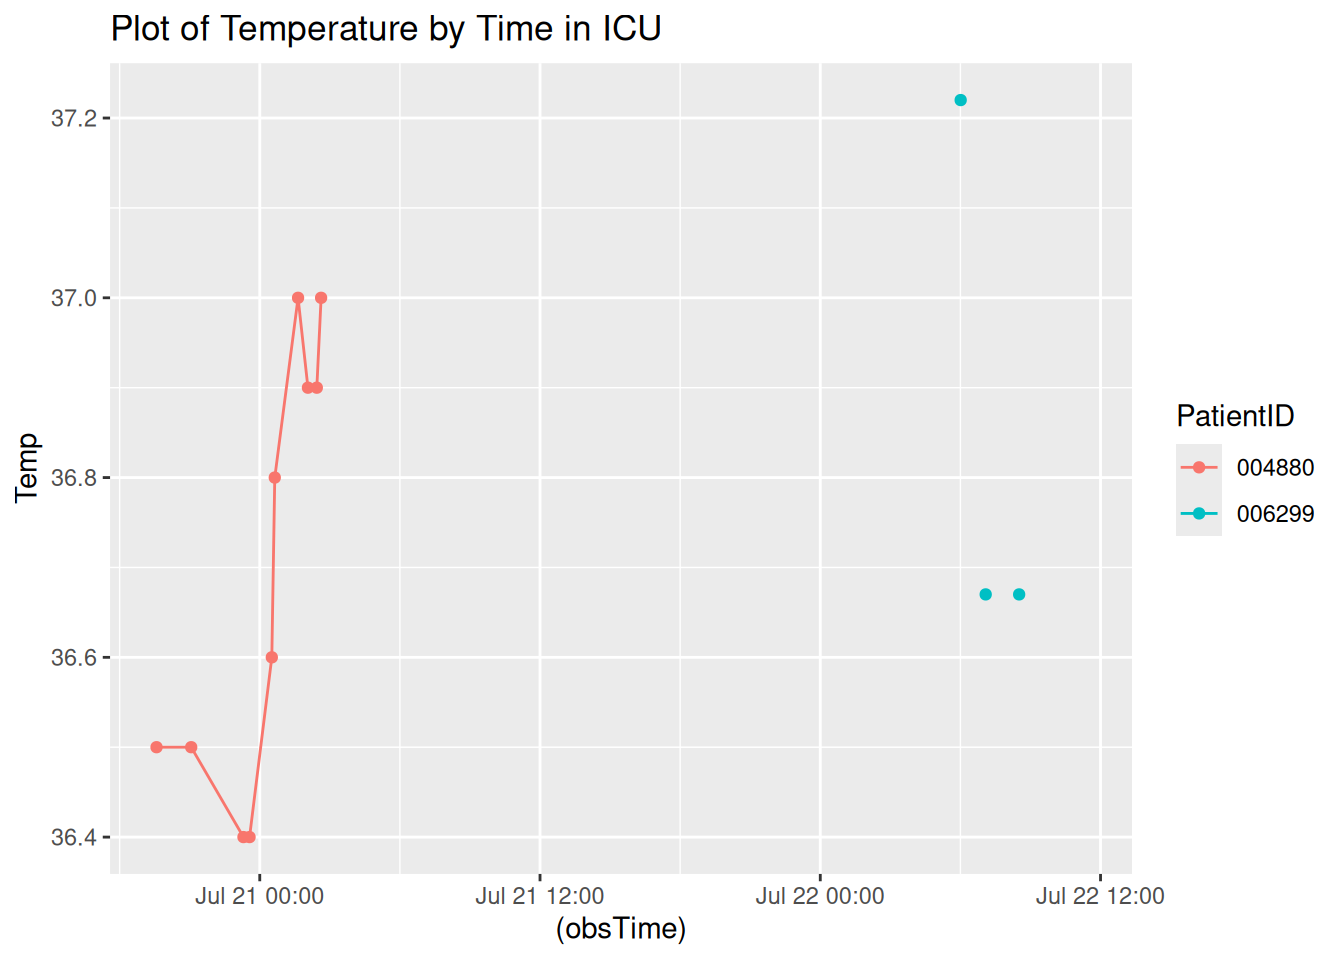 Plot of Temperature by Time in ICU
37.2
37.0
36.8
36.6
36.4
Temp
Jul 21 00:00
Jul 21 12:00
Jul 22 00:00
Jul 22 12:00
(obsTime)
PatientID
004880
006299